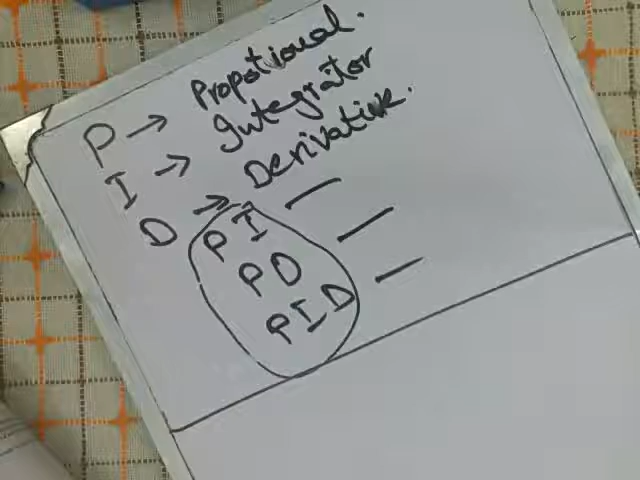 P → Propotional.
I → Integrator
D → Derivative.
PI —
PD —
PID —